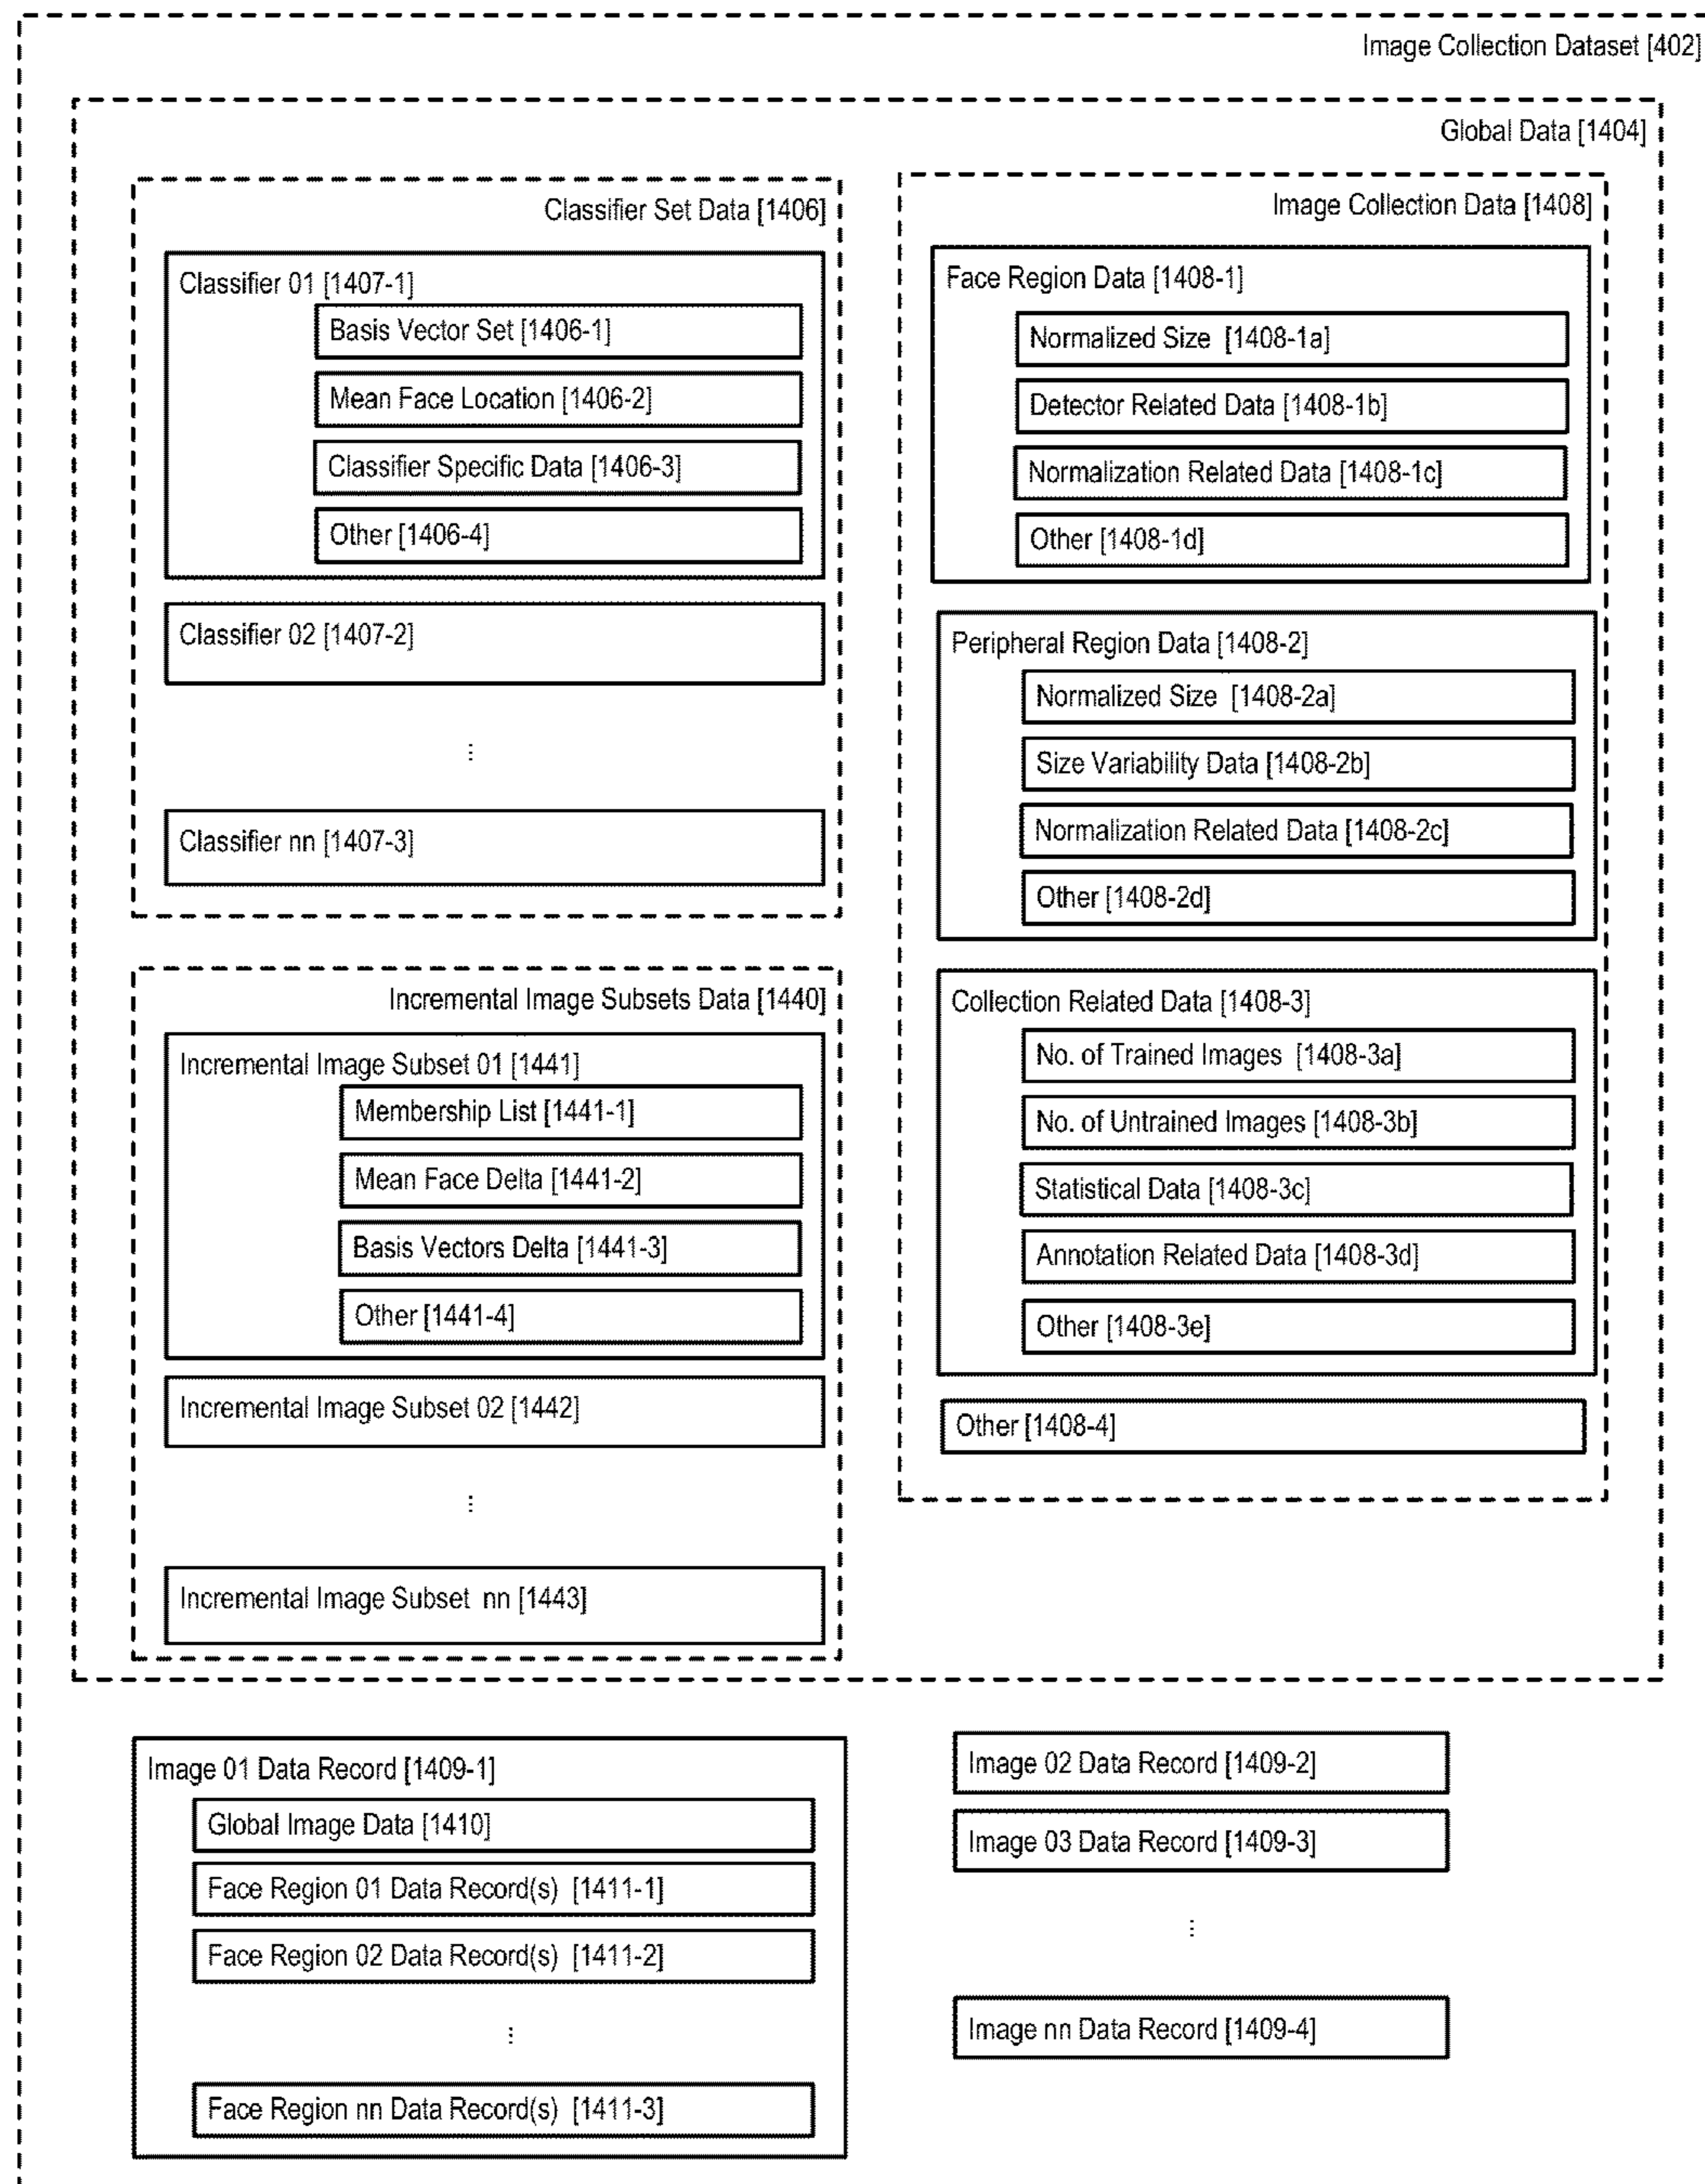 Image Collection Dataset [402]
Global Data [1404]
Classifier Set Data [1406]
Classifier 01 [1407-1]
Basis Vector Set [1406-1]
Mean Face Location [1406-2]
Classifier Specific Data [1406-3]
Other [1406-4]
Classifier 02 [1407-2]
⋮
Classifier nn [1407-3]
Incremental Image Subsets Data [1440]
Incremental Image Subset 01 [1441]
Membership List [1441-1]
Mean Face Delta [1441-2]
Basis Vectors Delta [1441-3]
Other [1441-4]
Incremental Image Subset 02 [1442]
⋮
Incremental Image Subset nn [1443]
Image Collection Data [1408]
Face Region Data [1408-1]
Normalized Size [1408-1a]
Detector Related Data [1408-1b]
Normalization Related Data [1408-1c]
Other [1408-1d]
Peripheral Region Data [1408-2]
Normalized Size [1408-2a]
Size Variability Data [1408-2b]
Normalization Related Data [1408-2c]
Other [1408-2d]
Collection Related Data [1408-3]
No. of Trained Images [1408-3a]
No. of Untrained Images [1408-3b]
Statistical Data [1408-3c]
Annotation Related Data [1408-3d]
Other [1408-3e]
Other [1408-4]
Image 01 Data Record [1409-1]
Global Image Data [1410]
Face Region 01 Data Record(s) [1411-1]
Face Region 02 Data Record(s) [1411-2]
⋮
Face Region nn Data Record(s) [1411-3]
Image 02 Data Record [1409-2]
Image 03 Data Record [1409-3]
⋮
Image nn Data Record [1409-4]